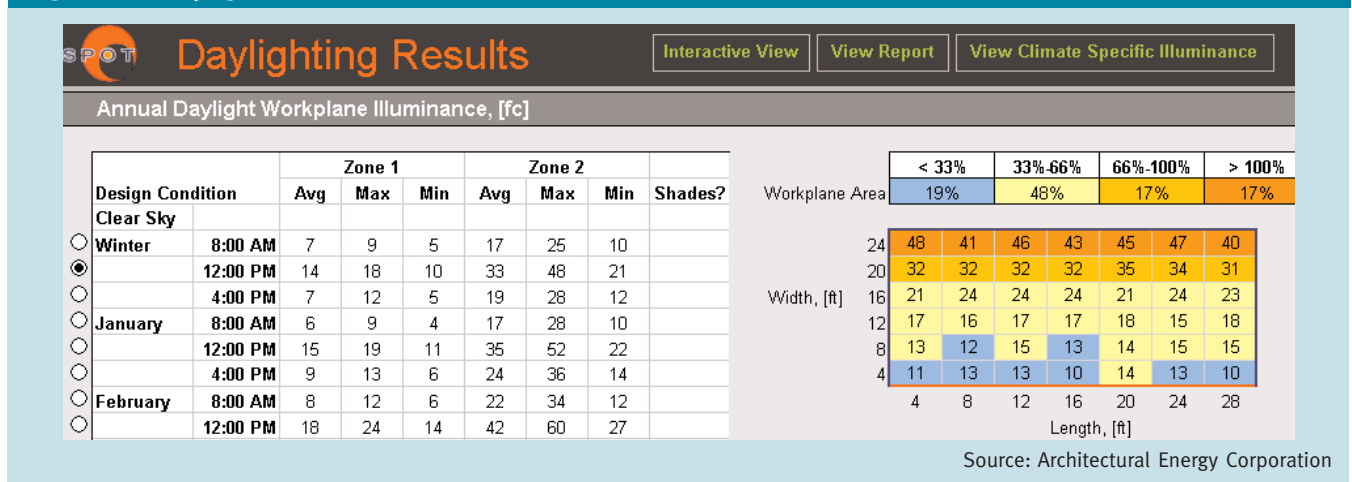 SPOT Daylighting Results Interactive View View Report View Climate Specific Illuminance
Annual Daylight Workplane Illuminance, [fc]
Zone 1 Zone 2
Design Condition Avg Max Min Avg Max Min Shades?
Clear Sky
Winter 8:00 AM 7 9 5 17 25 10
12:00 PM 14 18 10 33 48 21
4:00 PM 7 12 5 19 28 12
January 8:00 AM 6 9 4 17 28 10
12:00 PM 15 19 11 35 52 22
4:00 PM 9 13 6 24 36 14
February 8:00 AM 8 12 6 22 34 12
12:00 PM 18 24 14 42 60 27
< 33% 33%-66% 66%-100% > 100%
Workplane Area 19% 48% 17% 17%
24 48 41 46 43 45 47 40
20 32 32 32 32 35 34 31
Width, [ft] 16 21 24 24 24 21 24 23
12 17 16 17 17 18 15 18
8 13 12 15 13 14 15 15
4 11 13 13 10 14 13 10
4 8 12 16 20 24 28
Length, [ft]
Source: Architectural Energy Corporation